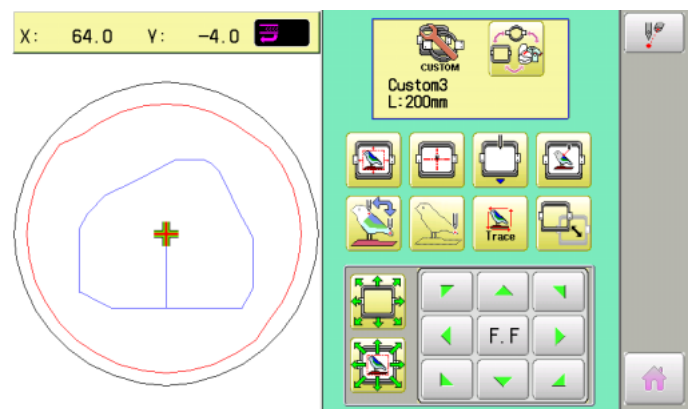 X: 64.0 Y: -4.0
CUSTOM
Custom3
L:200mm
Trace
F.F